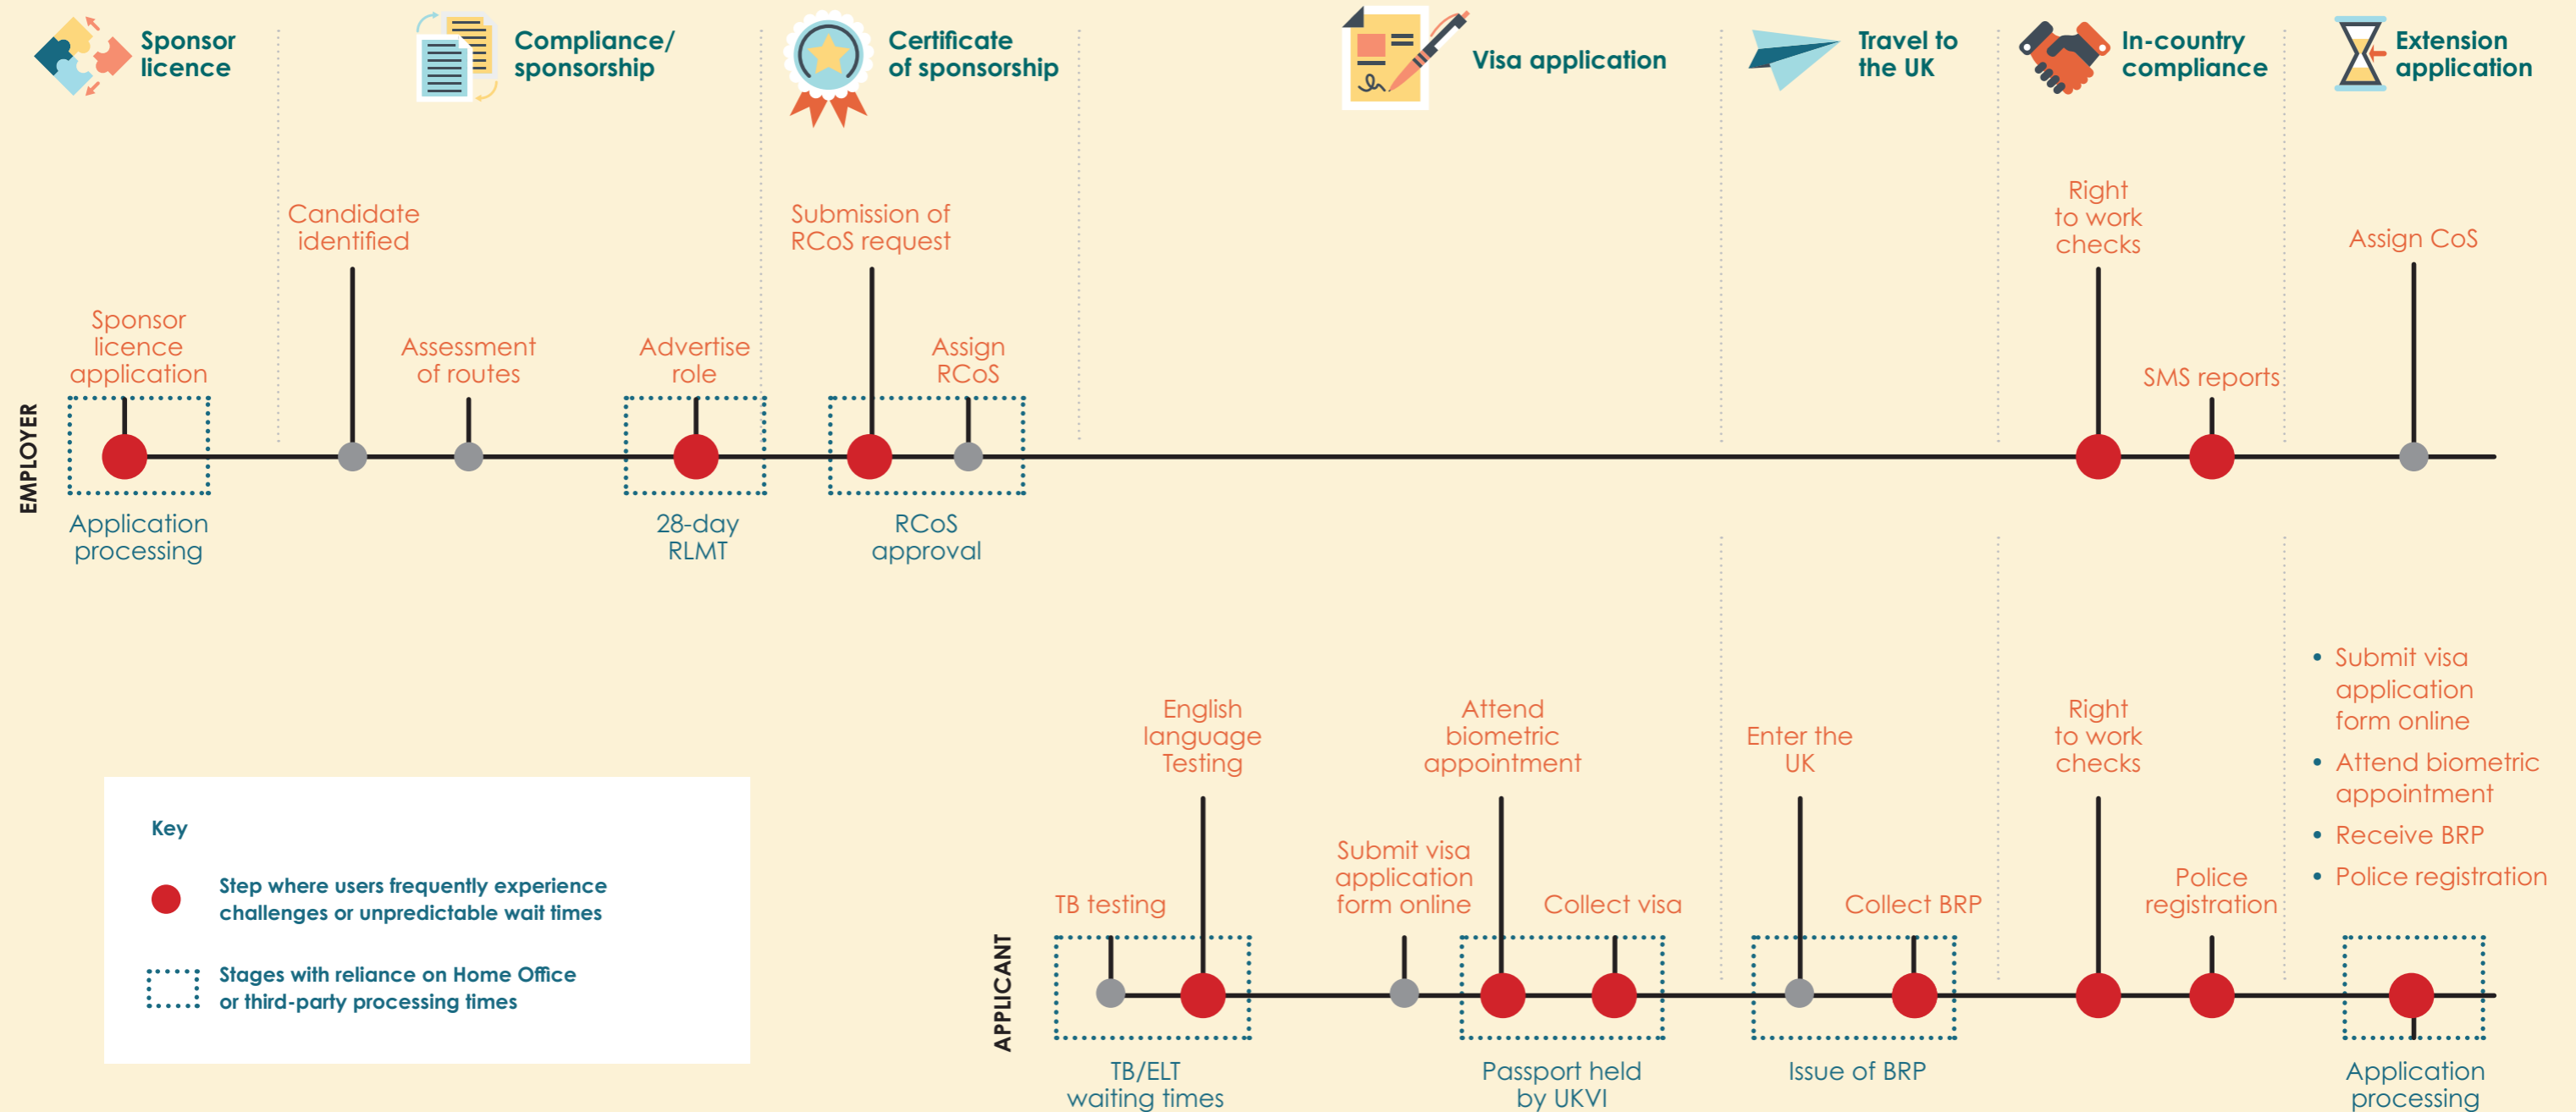 Sponsor
licence
Compliance/
sponsorship
Certificate
of sponsorship
Visa application
Travel to
the UK
In-country
compliance
Extension
application
EMPLOYER
Sponsor
licence
application
Candidate
identified
Assessment
of routes
Advertise
role
Submission of
RCoS request
Assign
RCoS
Right
to work
checks
SMS reports
Assign CoS
Application
processing
28-day
RLMT
RCoS
approval
Key
Step where users frequently experience
challenges or unpredictable wait times
Stages with reliance on Home Office
or third-party processing times
APPLICANT
TB testing
English
language
Testing
Submit visa
application
form online
Attend
biometric
appointment
Collect visa
Enter the
UK
Collect BRP
Right
to work
checks
Police
registration
• Submit visa
application
form online
• Attend biometric
appointment
• Receive BRP
• Police registration
TB/ELT
waiting times
Passport held
by UKVI
Issue of BRP
Application
processing